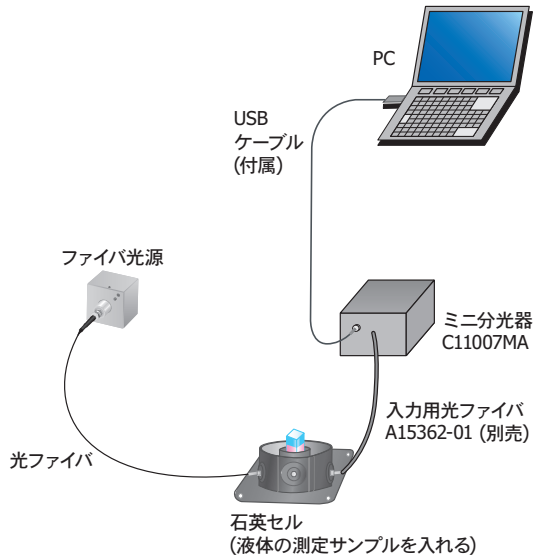 PC
USB
ケーブル
(付属)
ファイバ光源
ミニ分光器
C11007MA
入力用光ファイバ
A15362-01 (別売)
光ファイバ
石英セル
(液体の測定サンプルを入れる)